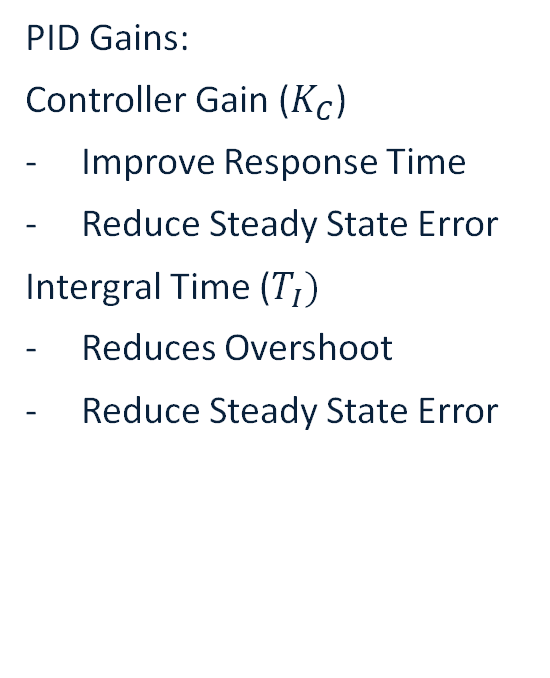 PID Gains:
Controller Gain (K_C)
- Improve Response Time
- Reduce Steady State Error
Intergral Time (T_I)
- Reduces Overshoot
- Reduce Steady State Error